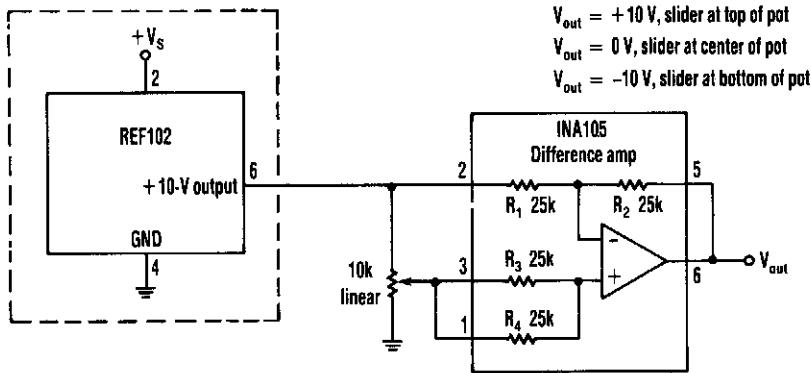 V_out = +10 V, slider at top of pot
V_out = 0 V, slider at center of pot
V_out = –10 V, slider at bottom of pot
+V_S
2
REF102
6
+10-V output
GND
4
INA105
Difference amp
2
5
R_1 25k
R_2 25k
-
10k
linear
3
R_3 25k
+
6
V_out
1
R_4 25k